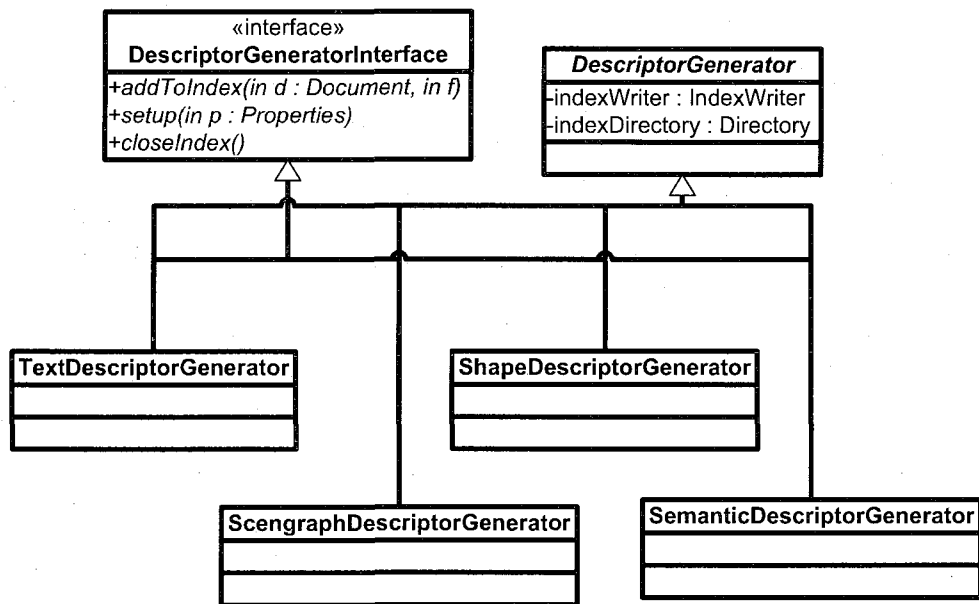 «interface»
DescriptorGeneratorInterface
+addToIndex(in d : Document, in f)
+setup(in p : Properties)
+closeIndex()
DescriptorGenerator
-indexWriter : IndexWriter
-indexDirectory : Directory
TextDescriptorGenerator
ShapeDescriptorGenerator
ScengraphDescriptorGenerator
SemanticDescriptorGenerator